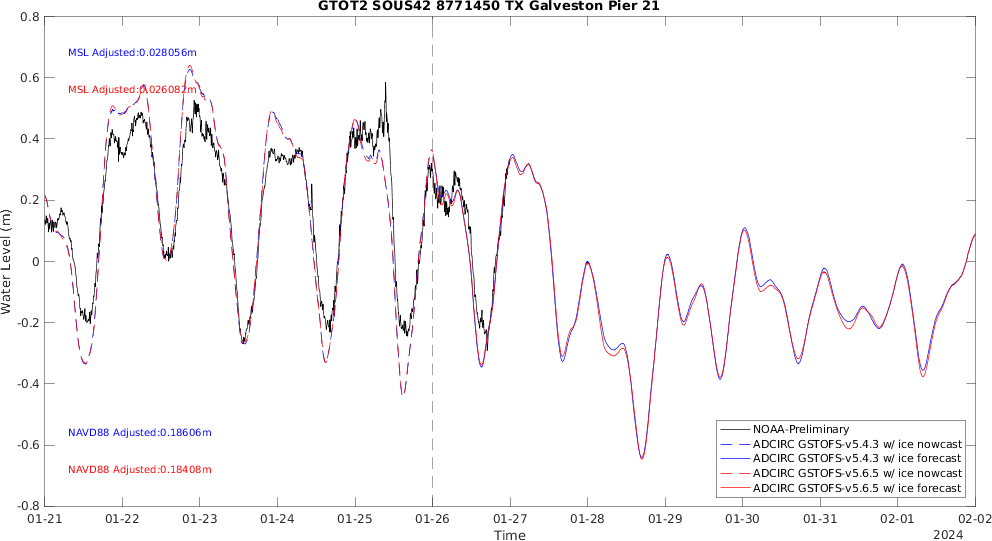 GTOT2 SOUS42 8771450 TX Galveston Pier 21
0.8
0.6
0.4
0.2
0
-0.2
-0.4
-0.6
-0.8
Water Level (m)
MSL Adjusted:0.028056m
MSL Adjusted:0.026082m
NAVD88 Adjusted:0.18606m
NAVD88 Adjusted:0.18408m
NOAA-Preliminary
ADCIRC GSTOFS-v5.4.3 w/ ice nowcast
ADCIRC GSTOFS-v5.4.3 w/ ice forecast
ADCIRC GSTOFS-v5.6.5 w/ ice nowcast
ADCIRC GSTOFS-v5.6.5 w/ ice forecast
01-21 01-22 01-23 01-24 01-25 01-26 01-27 01-28 01-29 01-30 01-31 02-01 02-02
Time
2024